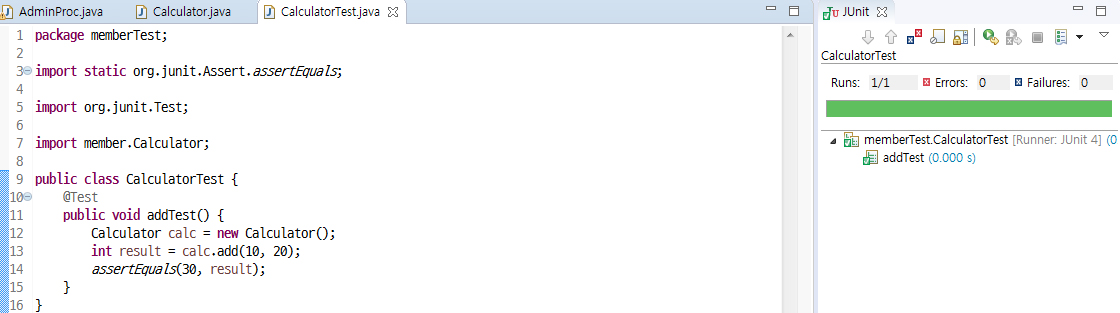 AdminProc.java
Calculator.java
CalculatorTest.java
1 package memberTest;
2
3 import static org.junit.Assert.assertEquals;
4
5 import org.junit.Test;
6
7 import member.Calculator;
8
9 public class CalculatorTest {
10 @Test
11 public void addTest() {
12 Calculator calc = new Calculator();
13 int result = calc.add(10, 20);
14 assertEquals(30, result);
15 }
16 }
JUnit
CalculatorTest
Runs: 1/1 Errors: 0 Failures: 0
memberTest.CalculatorTest [Runner: JUnit 4] (0
addTest (0.000 s)